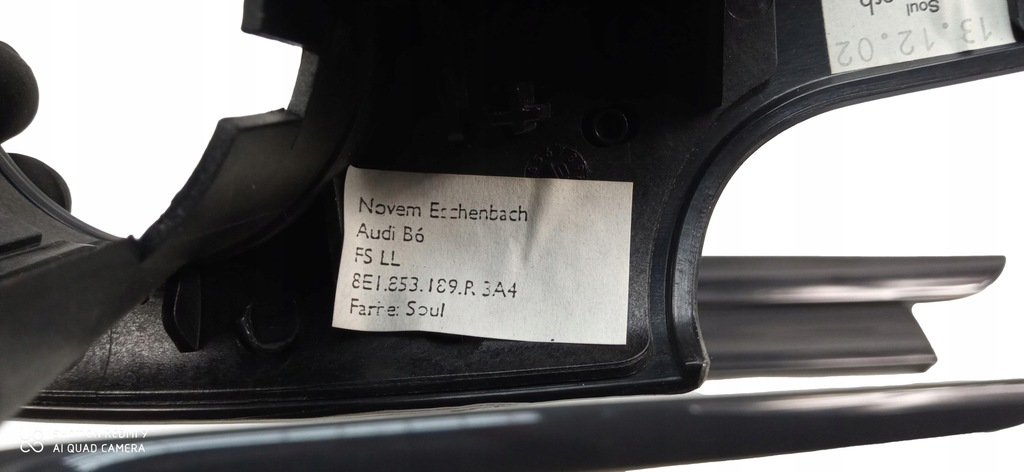 Novem Eschenbach
Audi B6
FS LL
8E1.853.189.R 3A4
Farbe: Soul
Soul
13.12.02
AI QUAD CAMERA